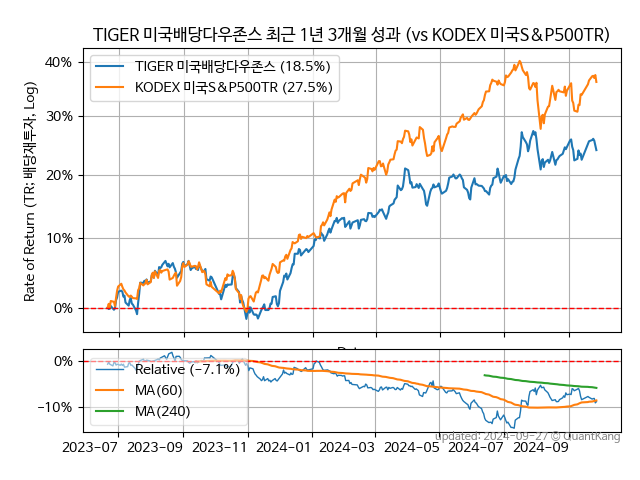 TIGER 미국배당다우존스 최근 1년 3개월 성과 (vs KODEX 미국S&P500TR)
Rate of Return (TR: 배당재투자, Log)
40%
30%
20%
10%
0%
TIGER 미국배당다우존스 (18.5%)
KODEX 미국S&P500TR (27.5%)
0%
−10%
Relative (−7.1%)
MA(60)
MA(240)
2023-07 2023-09 2023-11 2024-01 2024-03 2024-05 2024-07 2024-09
Updated: 2024-09-27 © QuantKang